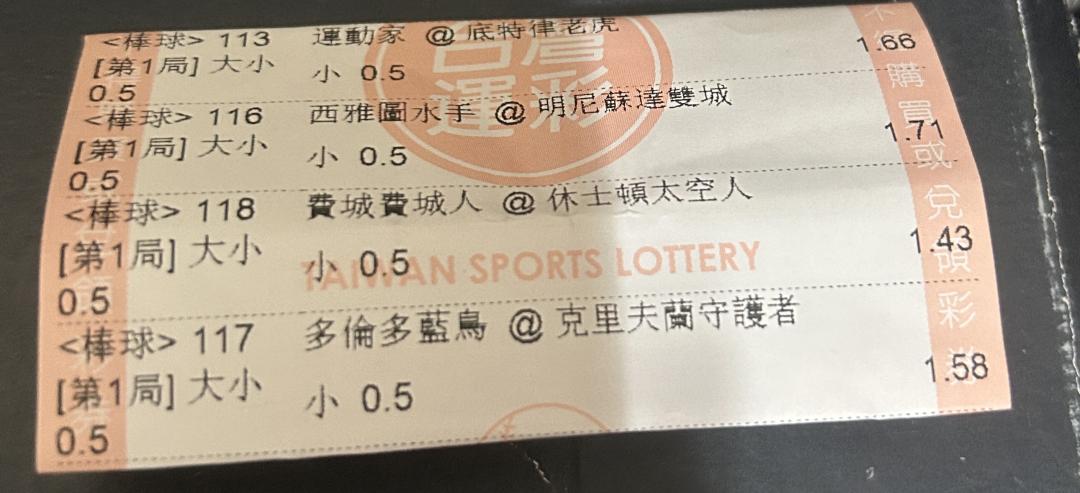 <棒球> 113 運動家 @ 底特律老虎 1.66
[第1局] 大小 小 0.5
0.5
<棒球> 116 西雅圖水手 @ 明尼蘇達雙城 1.71
[第1局] 大小 小 0.5
0.5
<棒球> 118 費城費城人 @ 休士頓太空人 1.43
[第1局] 大小 小 0.5
0.5
TAIWAN SPORTS LOTTERY
<棒球> 117 多倫多藍鳥 @ 克里夫蘭守護者 1.58
[第1局] 大小 小 0.5
0.5
運彩
購買或兌領彩券